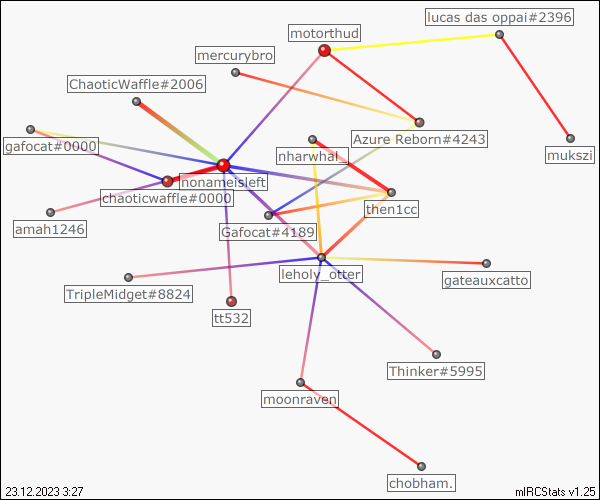 lucas das oppai#2396
motorthud
mercurybro
ChaoticWaffle#2006
gafocat#0000
Azure Reborn#4243
nharwhal_
mukszi
nonameisleft
chaoticwaffle#0000
then1cc
amah1246
Gafocat#4189
leholy_otter
gateauxcatto
TripleMidget#8824
tt532
Thinker#5995
moonraven
chobham.
23.12.2023 3:27
mIRCStats v1.25